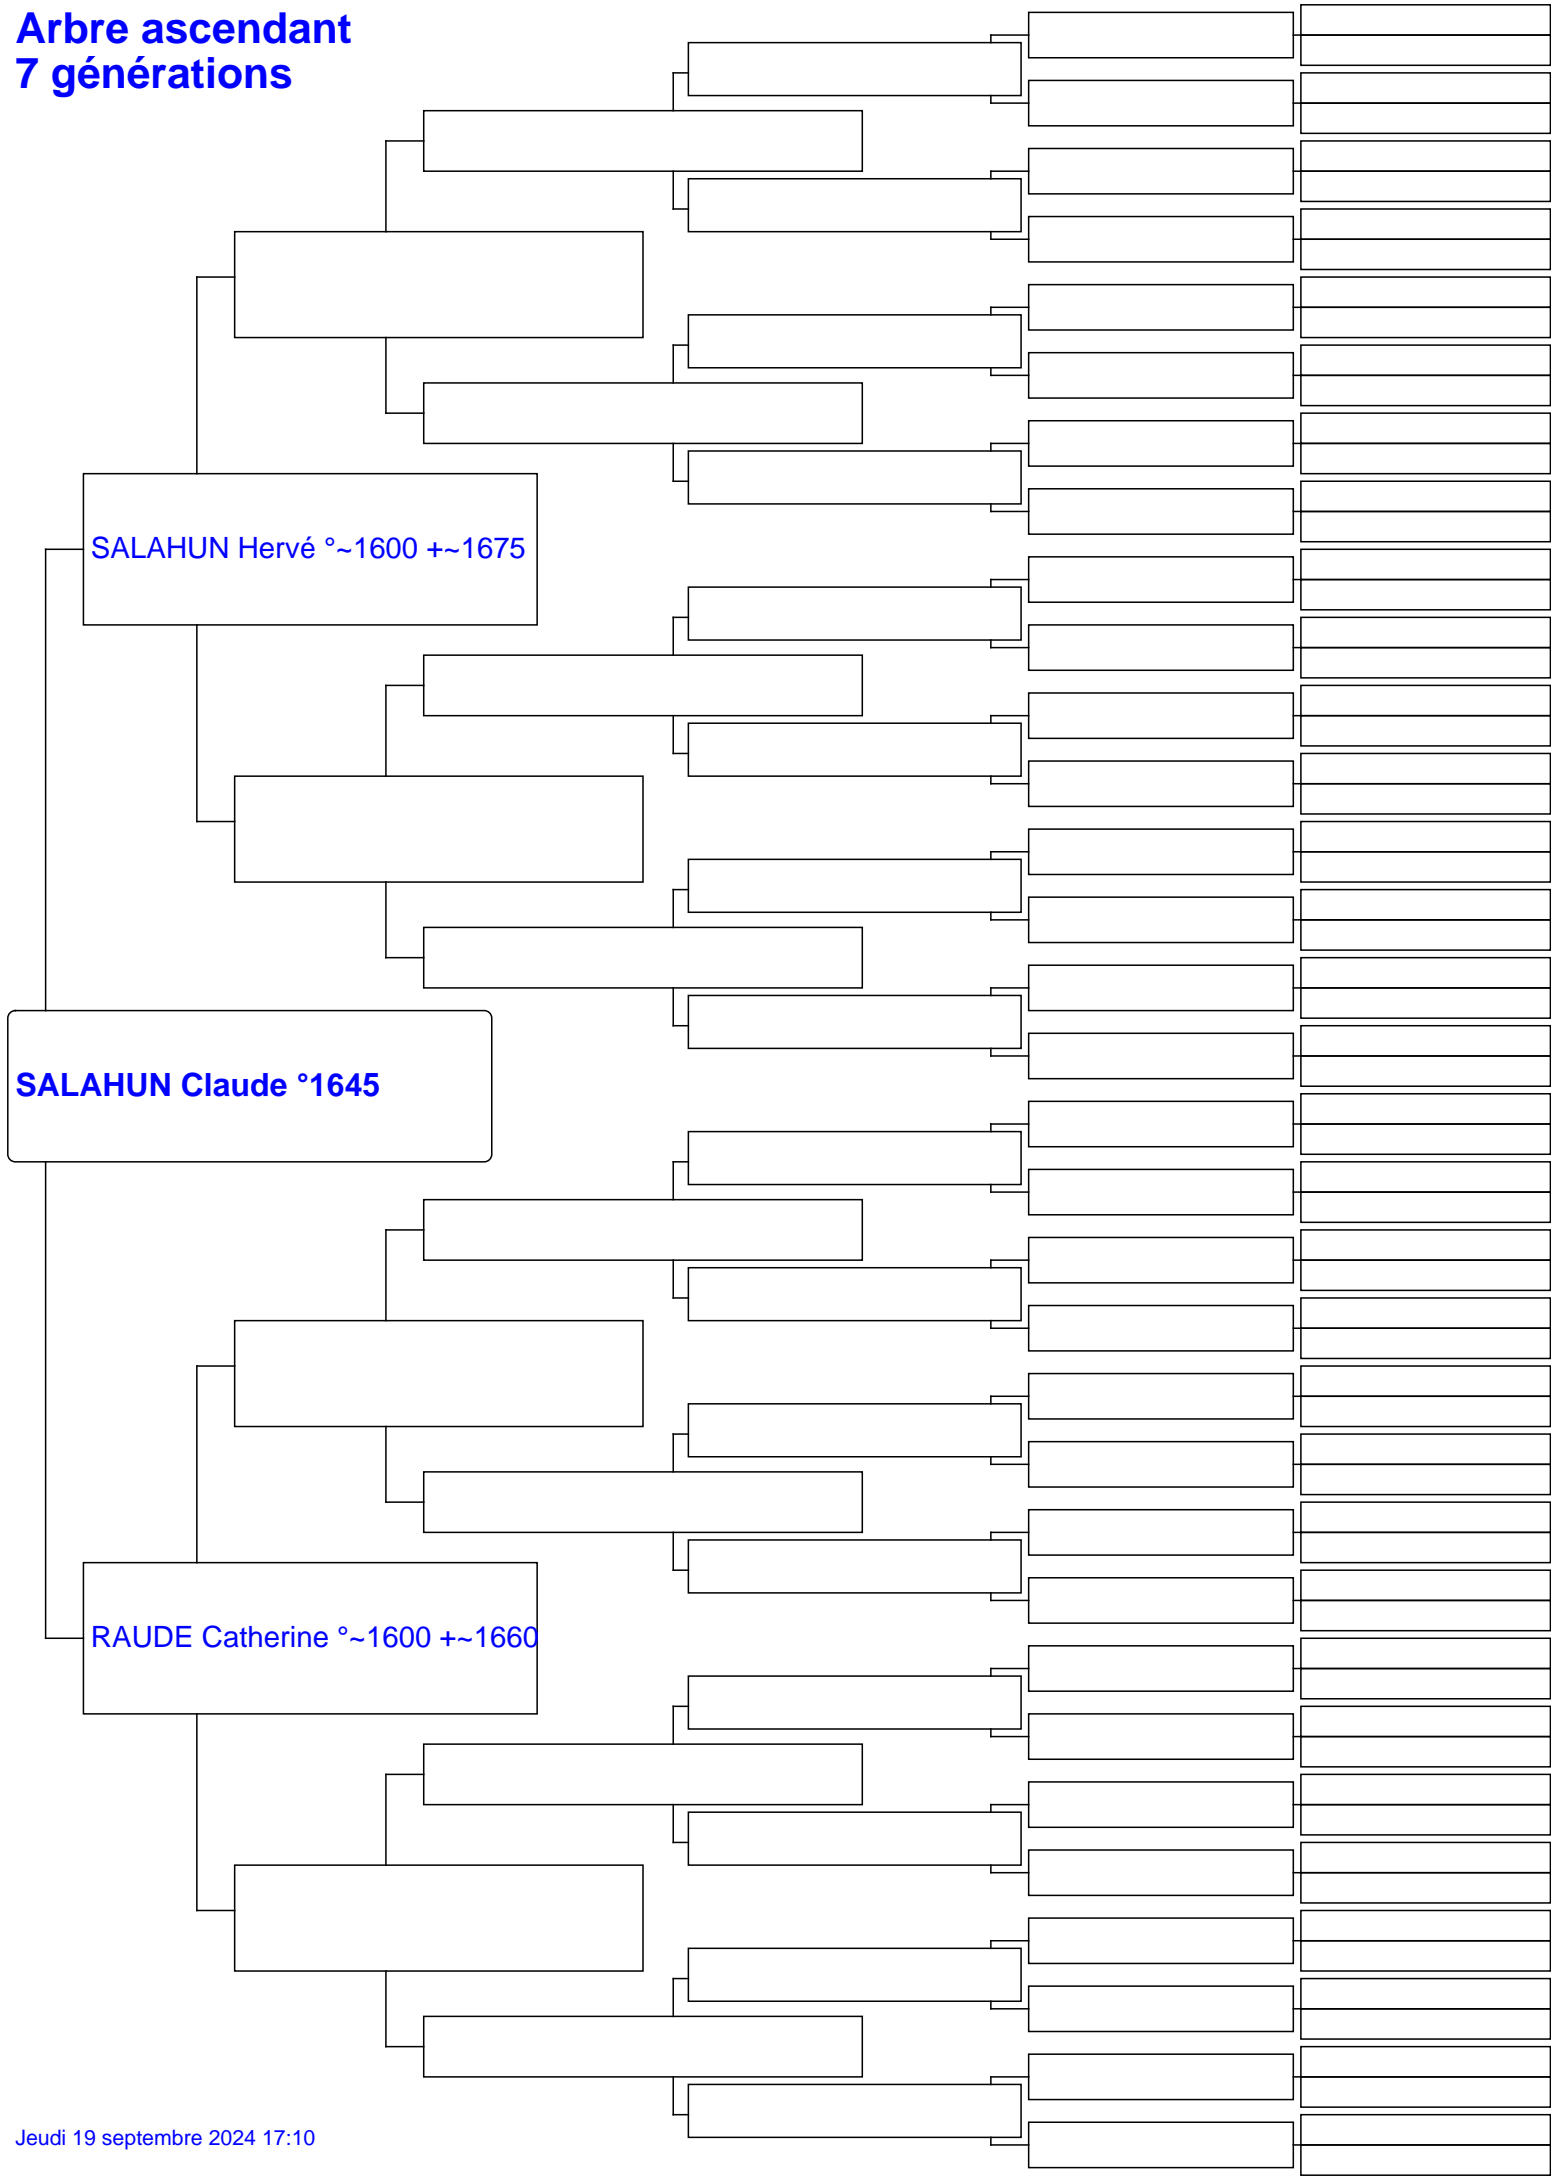 Arbre ascendant
7 générations
SALAHUN Hervé °~1600 +~1675
SALAHUN Claude °1645
RAUDE Catherine °~1600 +~1660
Jeudi 19 septembre 2024 17:10